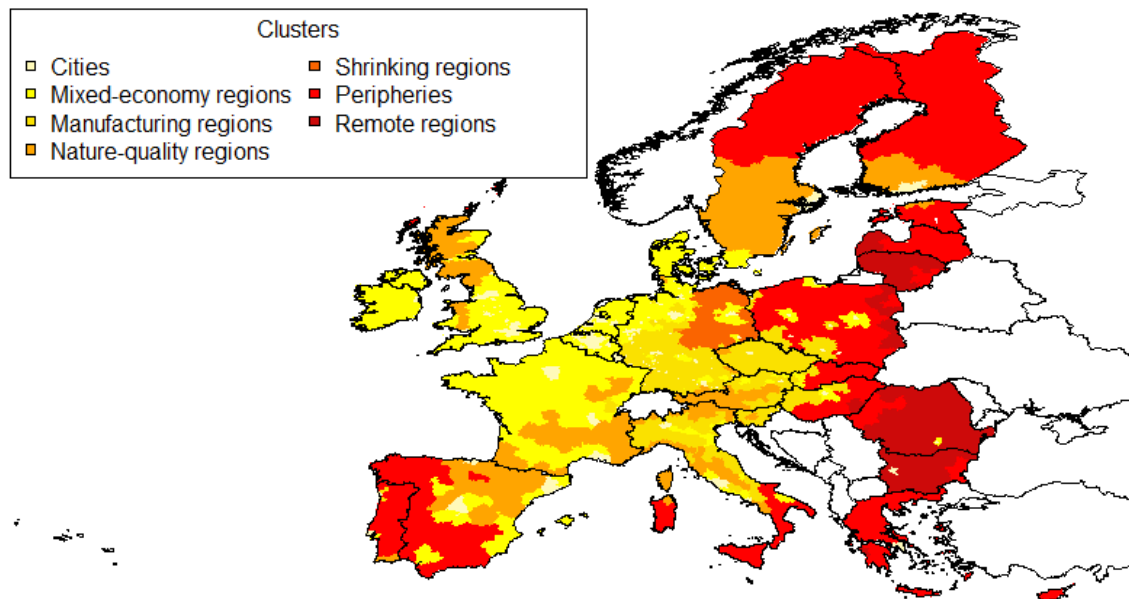 Clusters
Cities
Mixed-economy regions
Manufacturing regions
Nature-quality regions
Shrinking regions
Peripheries
Remote regions